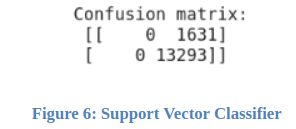 Confusion matrix:
[[    0  1631]
[    0 13293]]
Figure 6: Support Vector Classifier